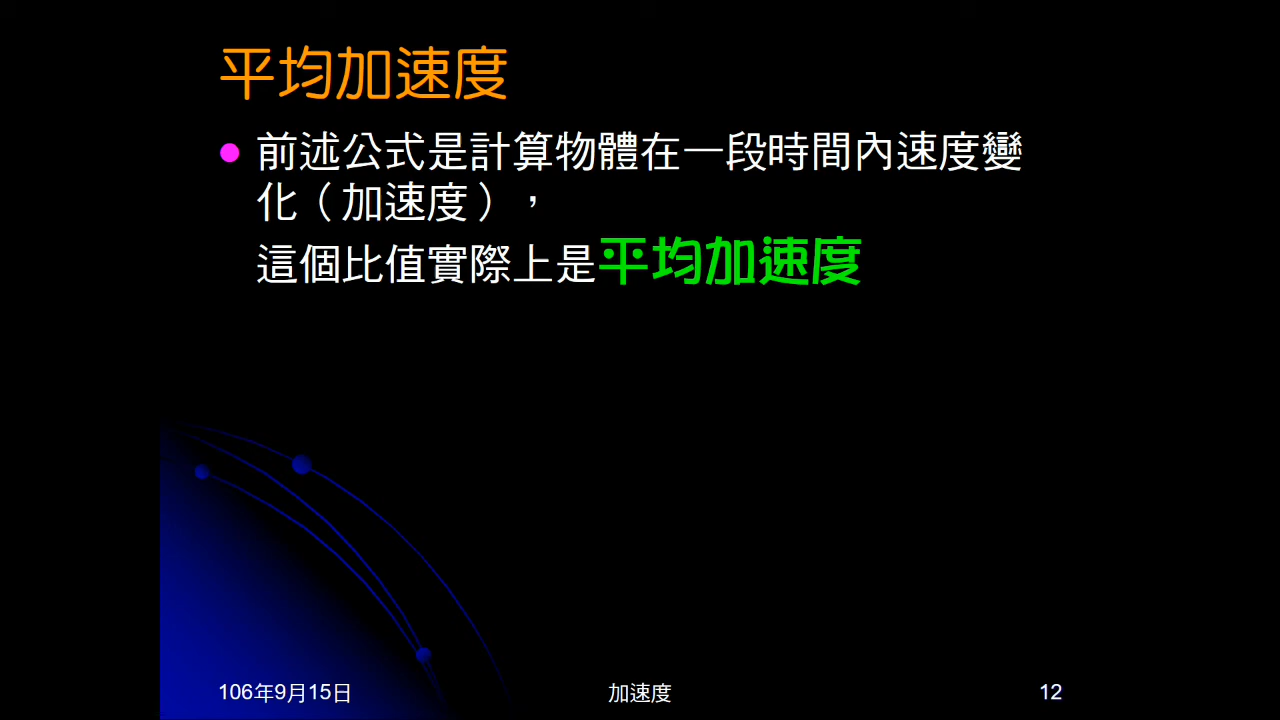 平均加速度
前述公式是計算物體在一段時間內速度變
化（加速度），
這個比值實際上是平均加速度
106年9月15日
加速度
12